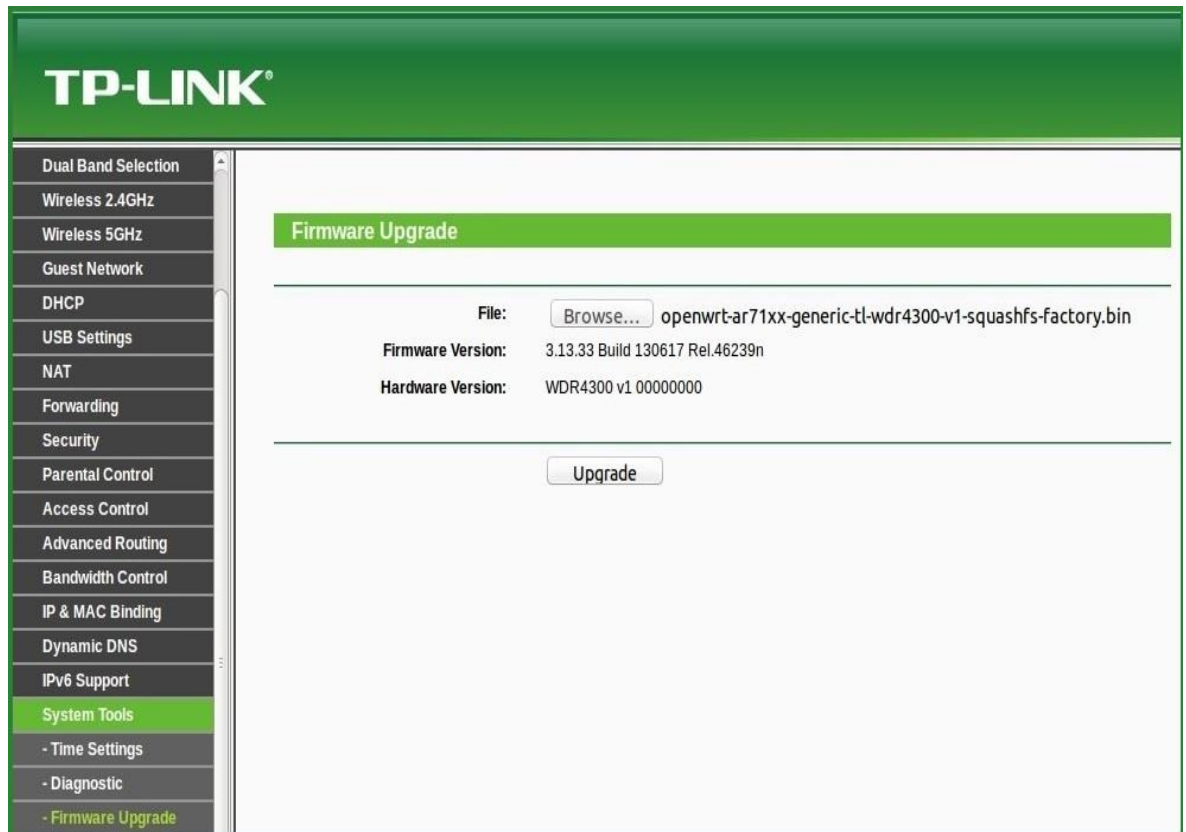 TP-LINK®
Dual Band Selection
Wireless 2.4GHz
Wireless 5GHz
Guest Network
DHCP
USB Settings
NAT
Forwarding
Security
Parental Control
Access Control
Advanced Routing
Bandwidth Control
IP & MAC Binding
Dynamic DNS
IPv6 Support
System Tools
- Time Settings
- Diagnostic
- Firmware Upgrade
Firmware Upgrade
File: Browse... openwrt-ar71xx-generic-tl-wdr4300-v1-squashfs-factory.bin
Firmware Version: 3.13.33 Build 130617 Rel.46239n
Hardware Version: WDR4300 v1 00000000
Upgrade